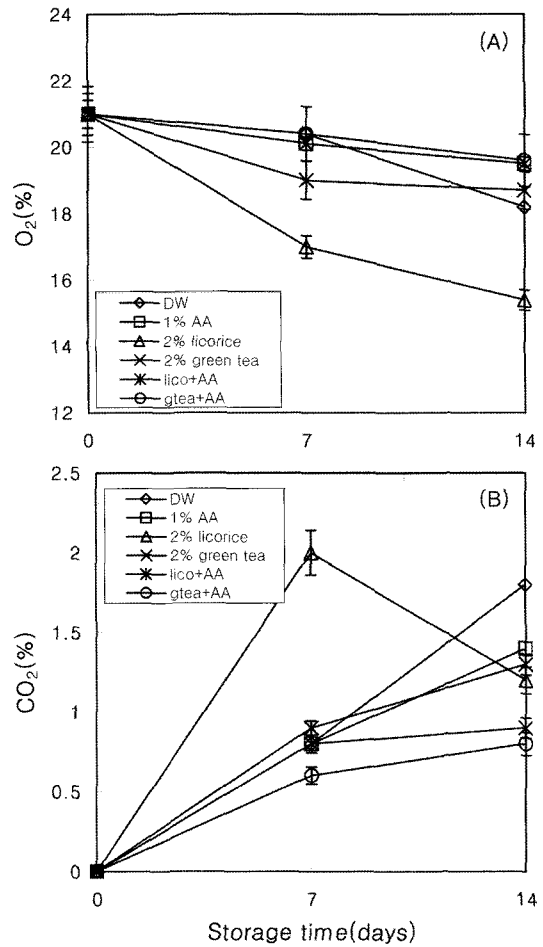 24
(A)
22
20
18
16
14
12
O2(%)
DW
1% AA
2% licorice
2% green tea
lico+AA
gtea+AA
0 7 14
2.5
(B)
2
1.5
1
0.5
0
CO2(%)
DW
1% AA
2% licorice
2% green tea
lico+AA
gtea+AA
0 7 14
Storage time(days)